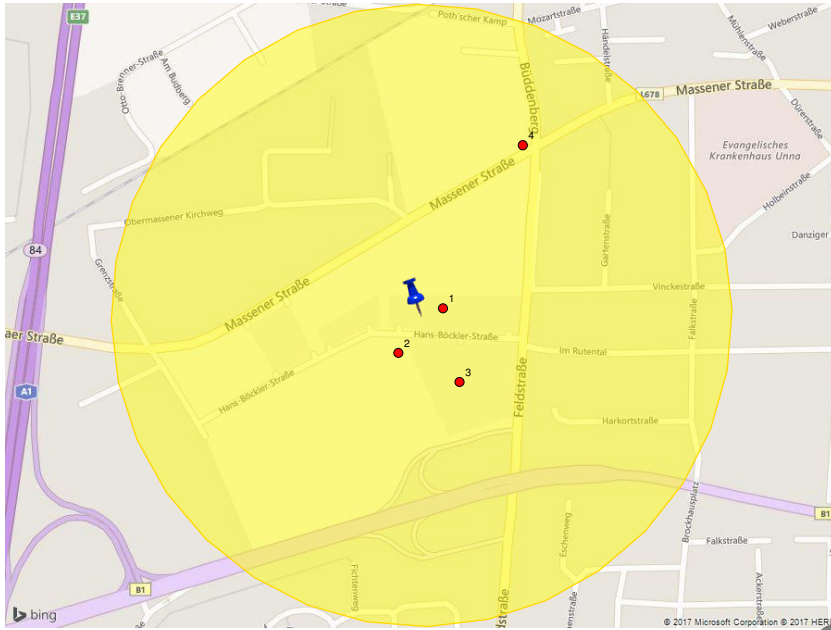 E37
Poth'scher Kamp
Mozartstraße
Weberstraße
Mühlenstraße
Händelstraße
Otto-Brenner-Straße
Am Budberg
Büddenberg
L678
Massener Straße
Dürerstraße
4
Evangelisches
Krankenhaus Unna
Massener Straße
Holbeinstraße
Obermassener Kirchweg
Gartenstraße
Danziger
84
Grenzstraße
Vinckestraße
1
Massener Straße
Falkstraße
aer Straße
Hans-Böckler-Straße
2
Im Rutental
3
A1
Hans-Böckler-Straße
Feldstraße
Harkortstraße
Brockhausplatz
B1
Eschenweg
Falkstraße
Fichtenweg
Ackerstraße
B1
dstraße
nenstraße
bing
© 2017 Microsoft Corporation © 2017 HERE